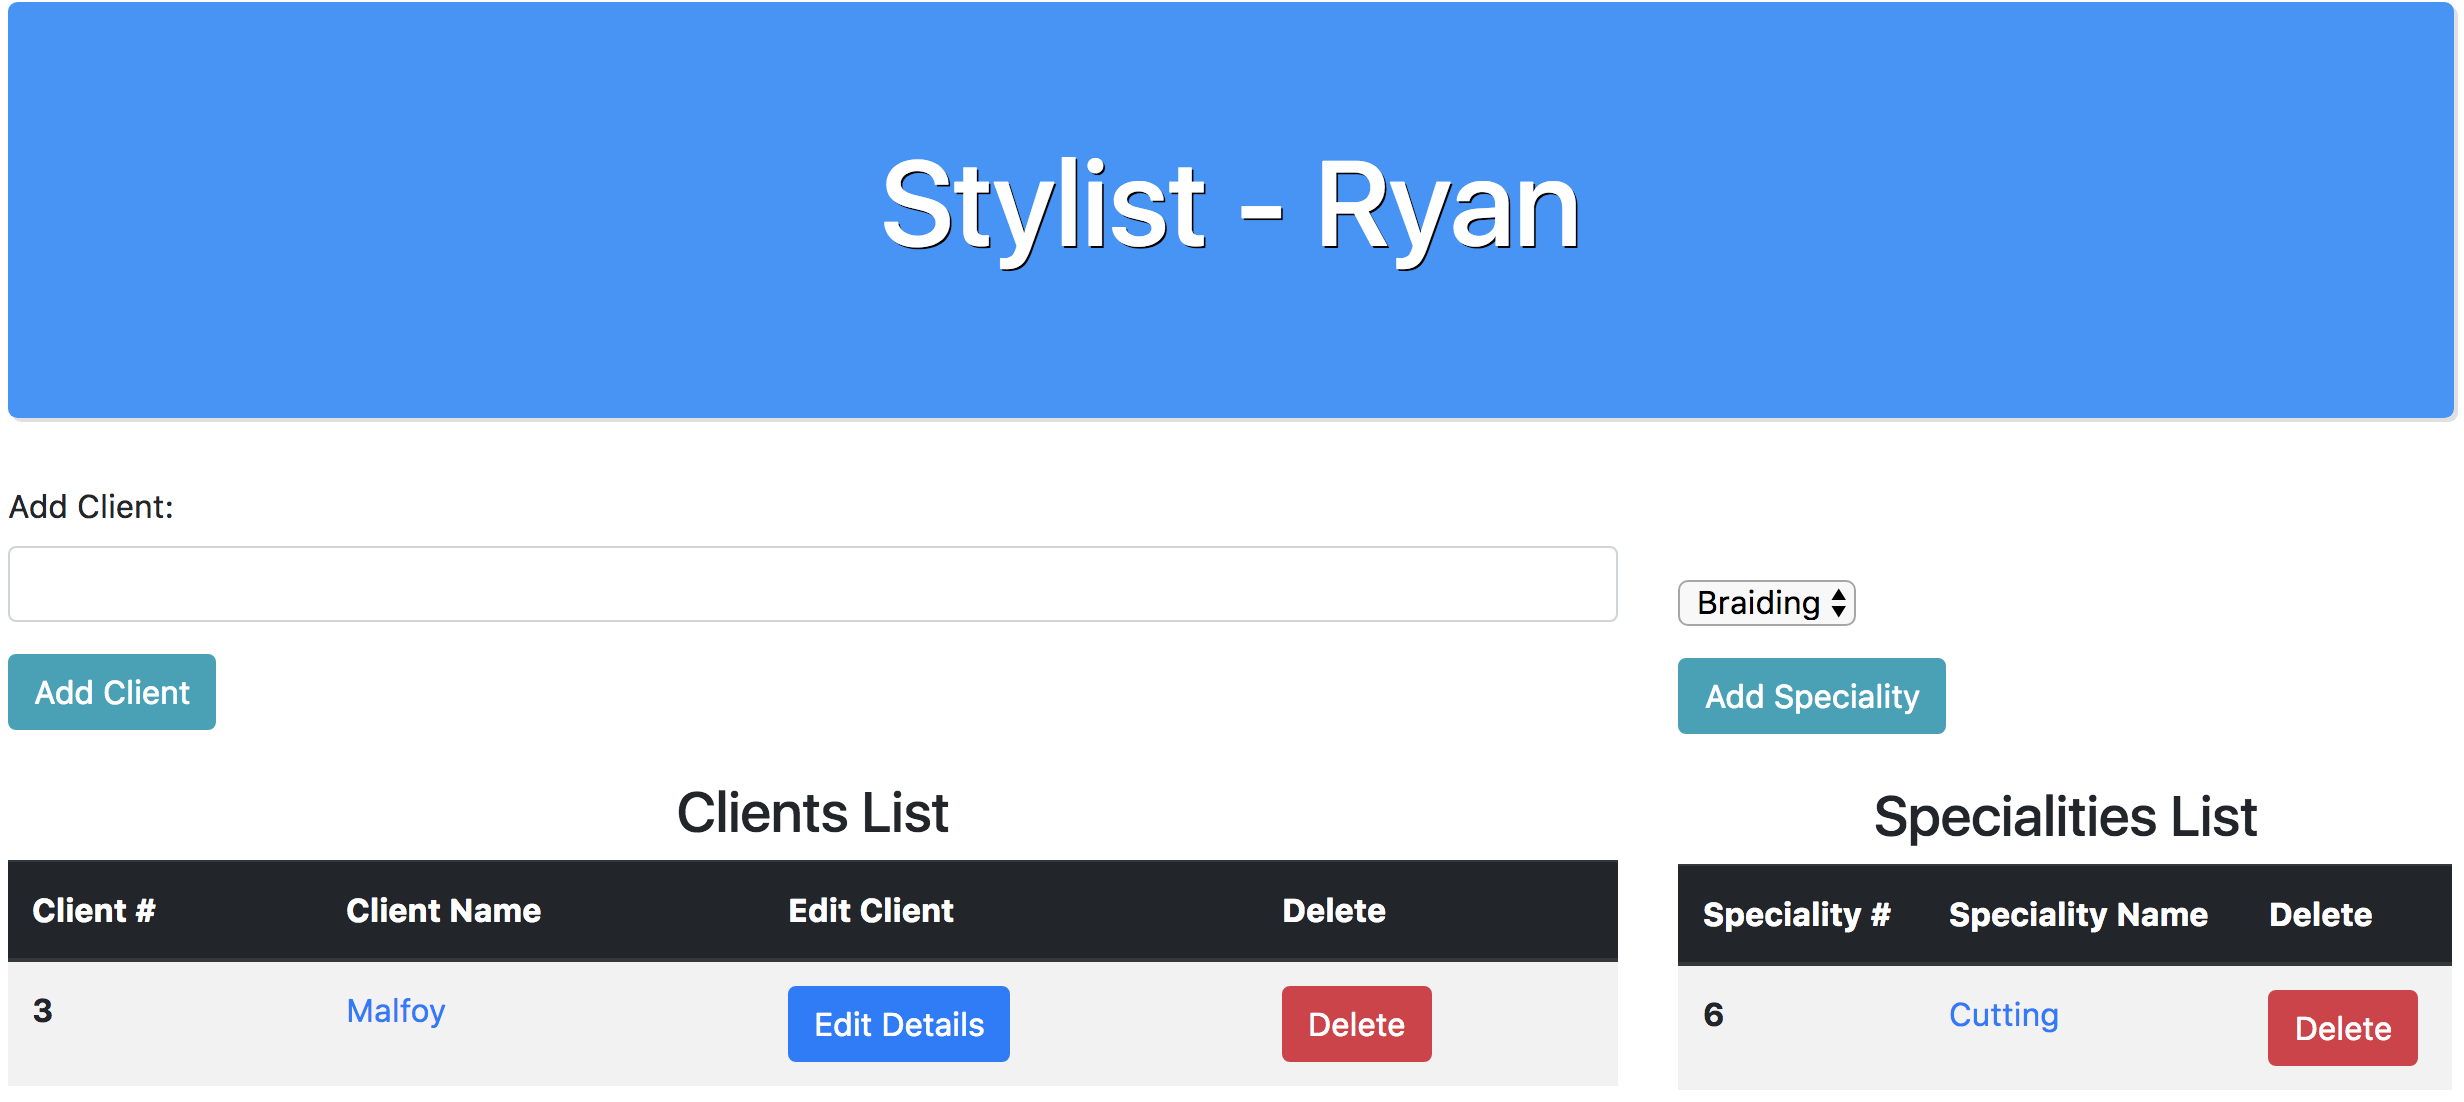 Stylist - Ryan
Add Client:
Add Client
Clients List
Client # Client Name Edit Client Delete
3 Malfoy Edit Details Delete
Braiding
Add Speciality
Specialities List
Speciality # Speciality Name Delete
6 Cutting Delete